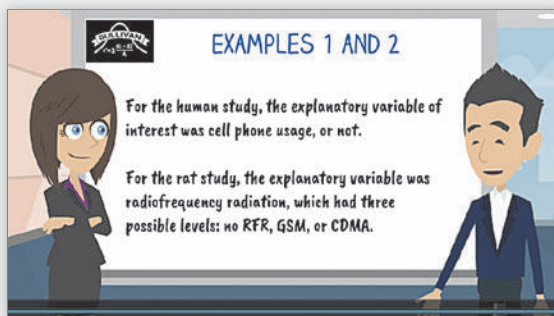 SULLIVAN
EXAMPLES 1 AND 2
For the human study, the explanatory variable of
interest was cell phone usage, or not.
For the rat study, the explanatory variable was
radiofrequency radiation, which had three
possible levels: no RFR, GSM, or CDMA.